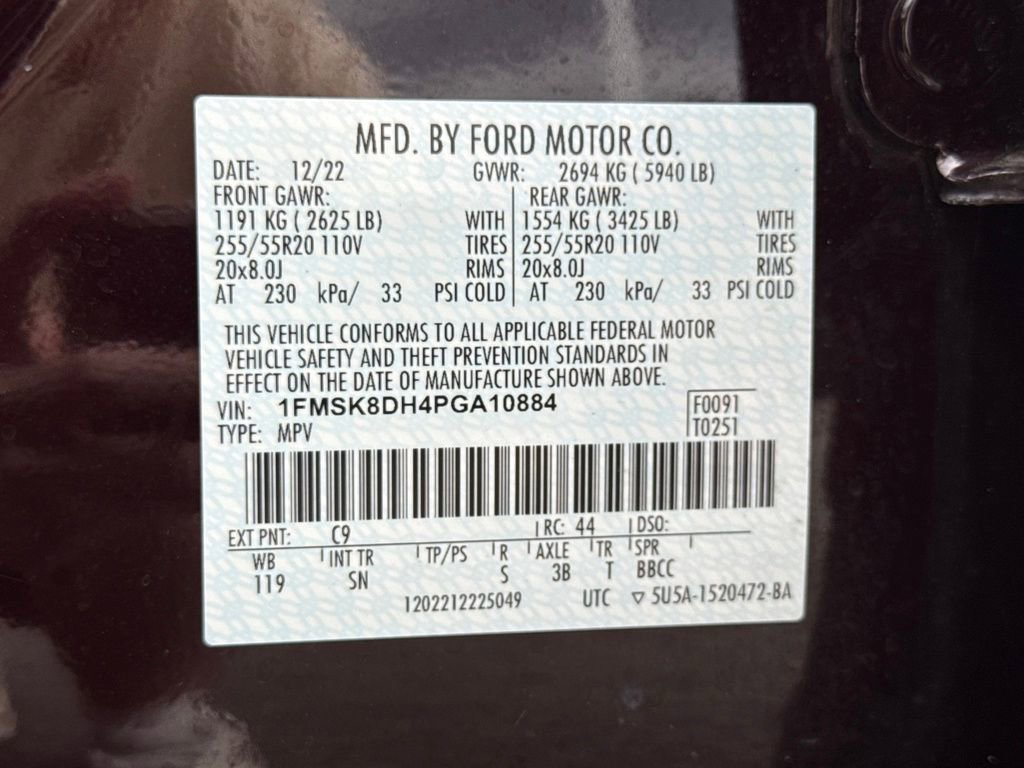 MFD. BY FORD MOTOR CO.
DATE: 12/22 GVWR: 2694 KG ( 5940 LB)
FRONT GAWR: REAR GAWR:
1191 KG ( 2625 LB) WITH 1554 KG ( 3425 LB) WITH
255/55R20 110V TIRES 255/55R20 110V TIRES
20x8.0J RIMS 20x8.0J RIMS
AT 230 kPa/ 33 PSI COLD AT 230 kPa/ 33 PSI COLD
THIS VEHICLE CONFORMS TO ALL APPLICABLE FEDERAL MOTOR
VEHICLE SAFETY AND THEFT PREVENTION STANDARDS IN
EFFECT ON THE DATE OF MANUFACTURE SHOWN ABOVE.
VIN: 1FMSK8DH4PGA10884 F0091
TYPE: MPV T0251
EXT PNT: C9 RC: 44 DSO:
WB INT TR TP/PS R AXLE TR SPR
119 SN S 3B T BBCC
1202212225049 UTC ▽ 5U5A-1520472-BA